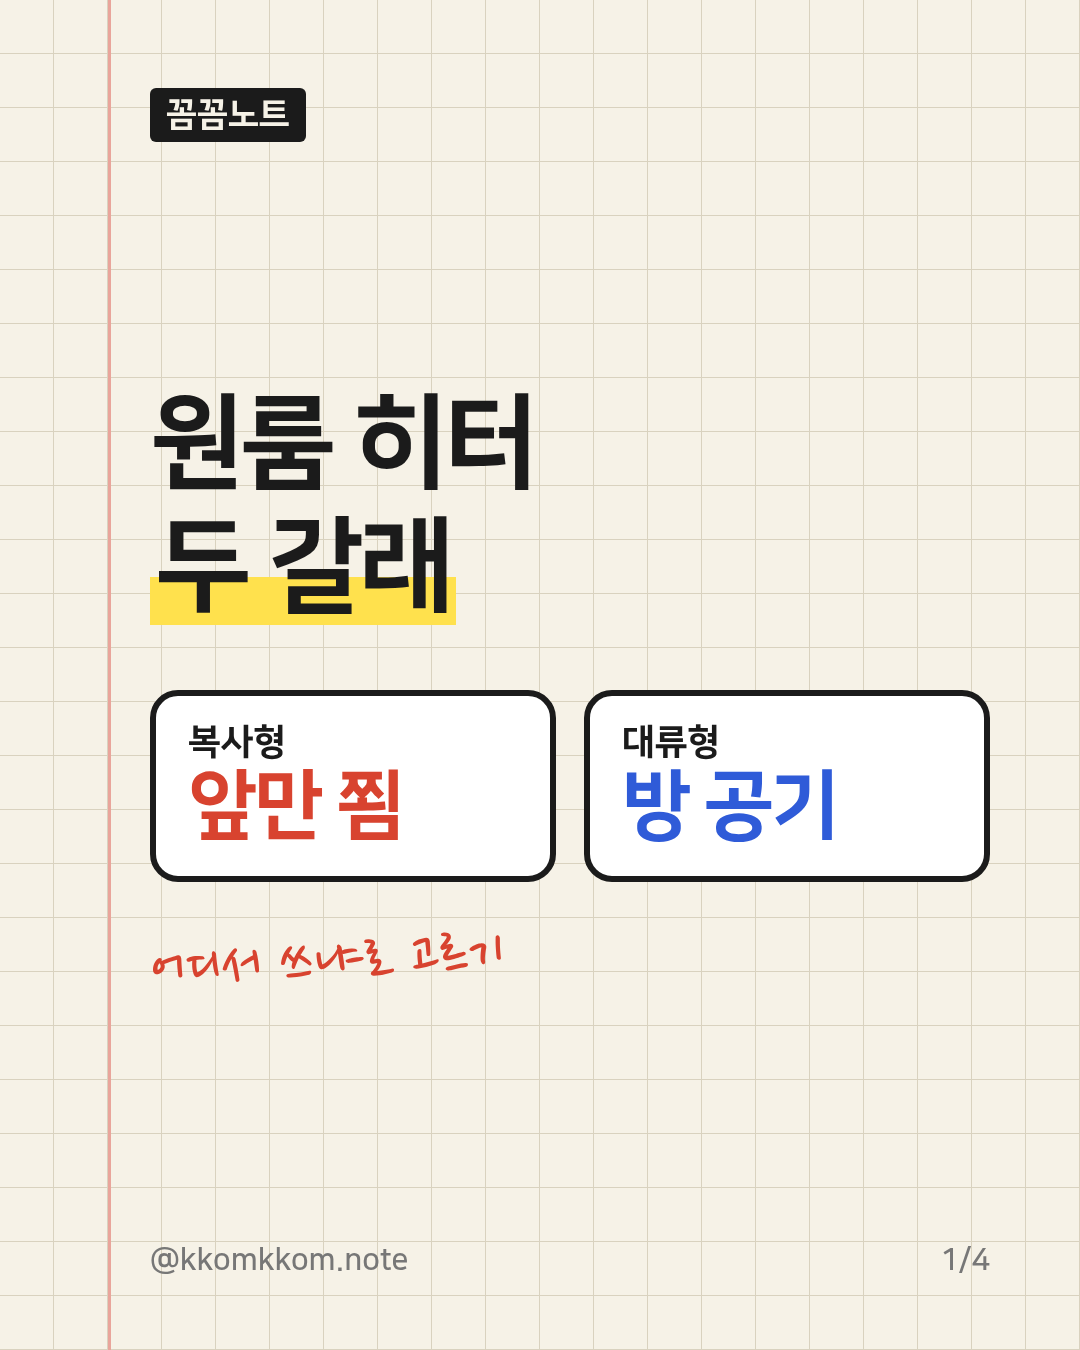 꼼꼼노트
원룸 히터
두 갈래
복사형
앞만 쬠
대류형
방 공기
어디서 쓰냐로 고르기
@kkomkkom.note
1/4